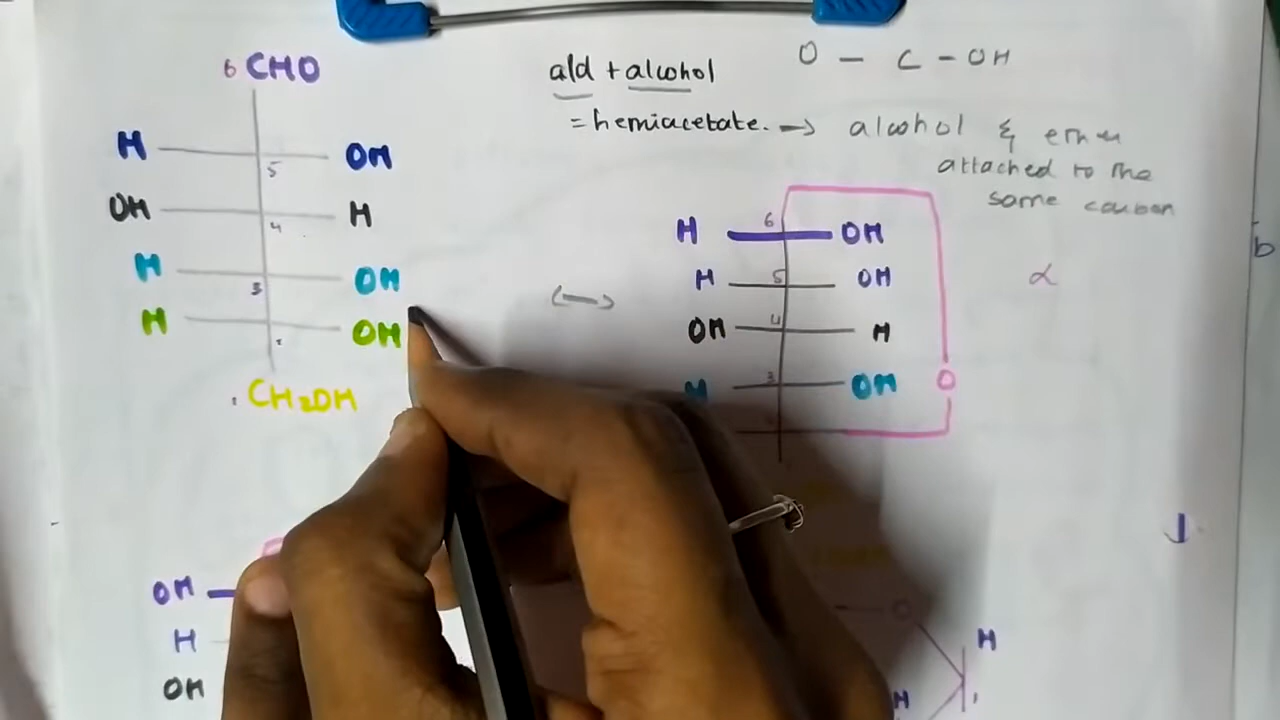 6 CHO
H OH
5
OH H
4
H OH
3
H OH
CH2OH
ald + alcohol
= hemiacetate. → alcohol & ether
attached to the
same carbon
O - C - OH
6
H OH
H 5 OH
OH 4 H
H 3 OH
O
α
b
OH
H
OH
O
H
H